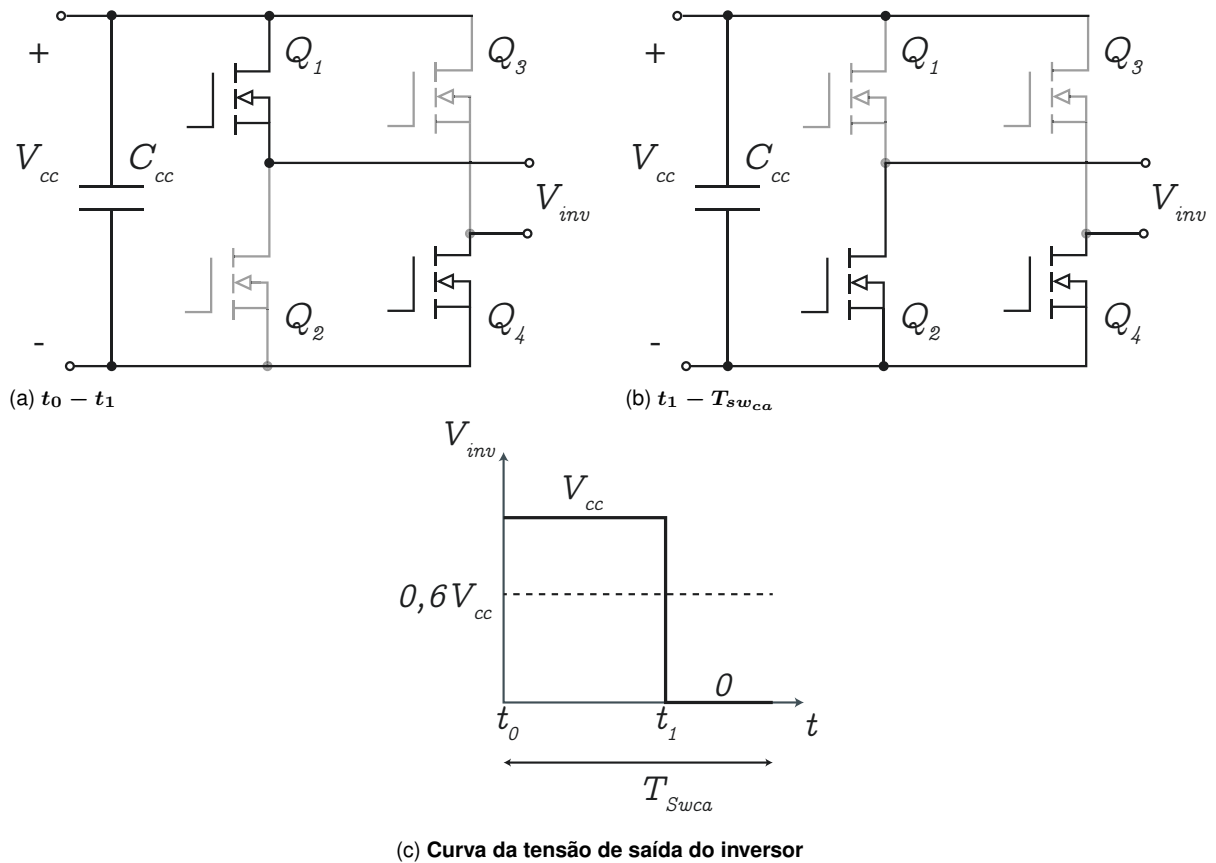 + Q1 Q3
Vcc Ccc
Vinv
- Q2 Q4
(a) t0 − t1
+ Q1 Q3
Vcc Ccc
Vinv
- Q2 Q4
(b) t1 − Tswca
Vinv
Vcc
0,6Vcc
0
t0 t1 t
TSwca
(c) Curva da tensão de saída do inversor